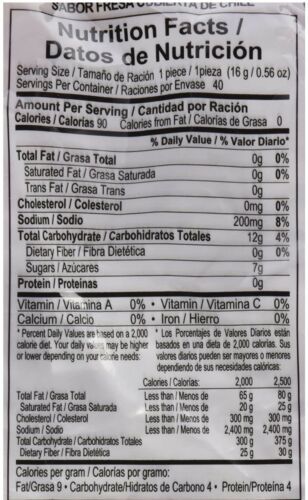 SABOR FRESA CUBIERTA DE CHILE
Nutrition Facts /
Datos de Nutrición
Serving Size / Tamaño de Ración 1 piece / 1pieza (16 g / 0.56 oz)
Servings Per Container / Raciones por Envase 40
Amount Per Serving / Cantidad por Ración
Calories / Calorías 90 Calories from Fat / Calorías de Grasa 0
% Daily Value / % Valor Diario*
Total Fat / Grasa Total 0g 0%
Saturated Fat / Grasa Saturada 0g 0%
Trans Fat / Grasa Trans 0g
Cholesterol / Colesterol 0mg 0%
Sodium / Sodio 200mg 8%
Total Carbohydrate / Carbohidratos Totales 12g 4%
Dietary Fiber / Fibra Dietética 0g 0%
Sugars / Azúcares 7g
Protein / Proteínas 0g
Vitamin / Vitamina A 0% • Vitamin / Vitamina C 0%
Calcium / Calcio 0% • Iron / Hierro 0%
* Percent Daily Values are based on a 2,000 calorie diet. Your daily values may be higher or lower depending on your calorie needs:
* Los Porcentajes de Valores Diarios están basados en una dieta de 2,000 calorías. Sus valores diarios pueden ser mayores o menores dependiendo de sus necesidades calóricas:
Calories / Calorías: 2,000 2,500
Total Fat / Grasa Total Less than / Menos de 65 g 80 g
Saturated Fat / Grasa Saturada Less than / Menos de 20 g 25 g
Cholesterol / Colesterol Less than / Menos de 300 mg 300 mg
Sodium / Sodio Less than / Menos de 2,400 mg 2,400 mg
Total Carbohydrate / Carbohidratos Totales 300 g 375 g
Dietary Fiber / Fibra Dietética 25 g 30 g
Calories per gram / Calorías por gramo:
Fat/Grasa 9 • Carbohydrate/Hidratos de Carbono 4 • Protein/Proteína 4